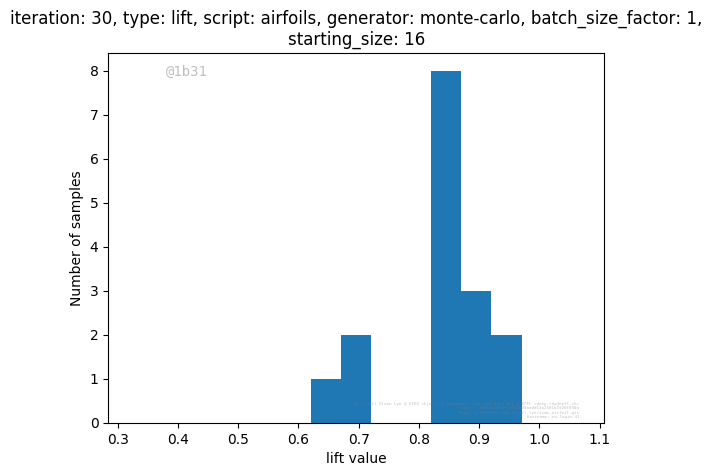 iteration: 30, type: lift, script: airfoils, generator: monte-carlo, batch_size_factor: 1,
starting_size: 16
@1b31
8
7
6
5
4
3
2
1
0
Number of samples
0.3 0.4 0.5 0.6 0.7 0.8 0.9 1.0 1.1
lift value